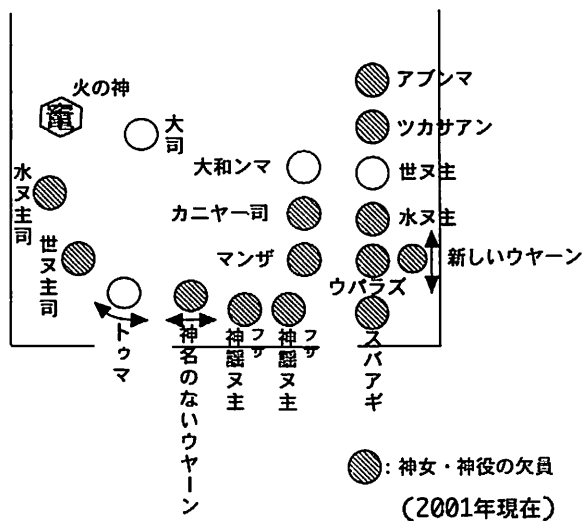 火の神
竈
大司
水ヌ主司
世ヌ主司
トゥマ
神名のないウヤーン
神謡ヌ主
フサ
神謡ヌ主
フサ
大和ンマ
カニヤー司
マンザ
アブンマ
ツカサアン
世ヌ主
水ヌ主
ウパラズ
新しいウヤーン
スバアギ
：神女・神役の欠員
（2001年現在）